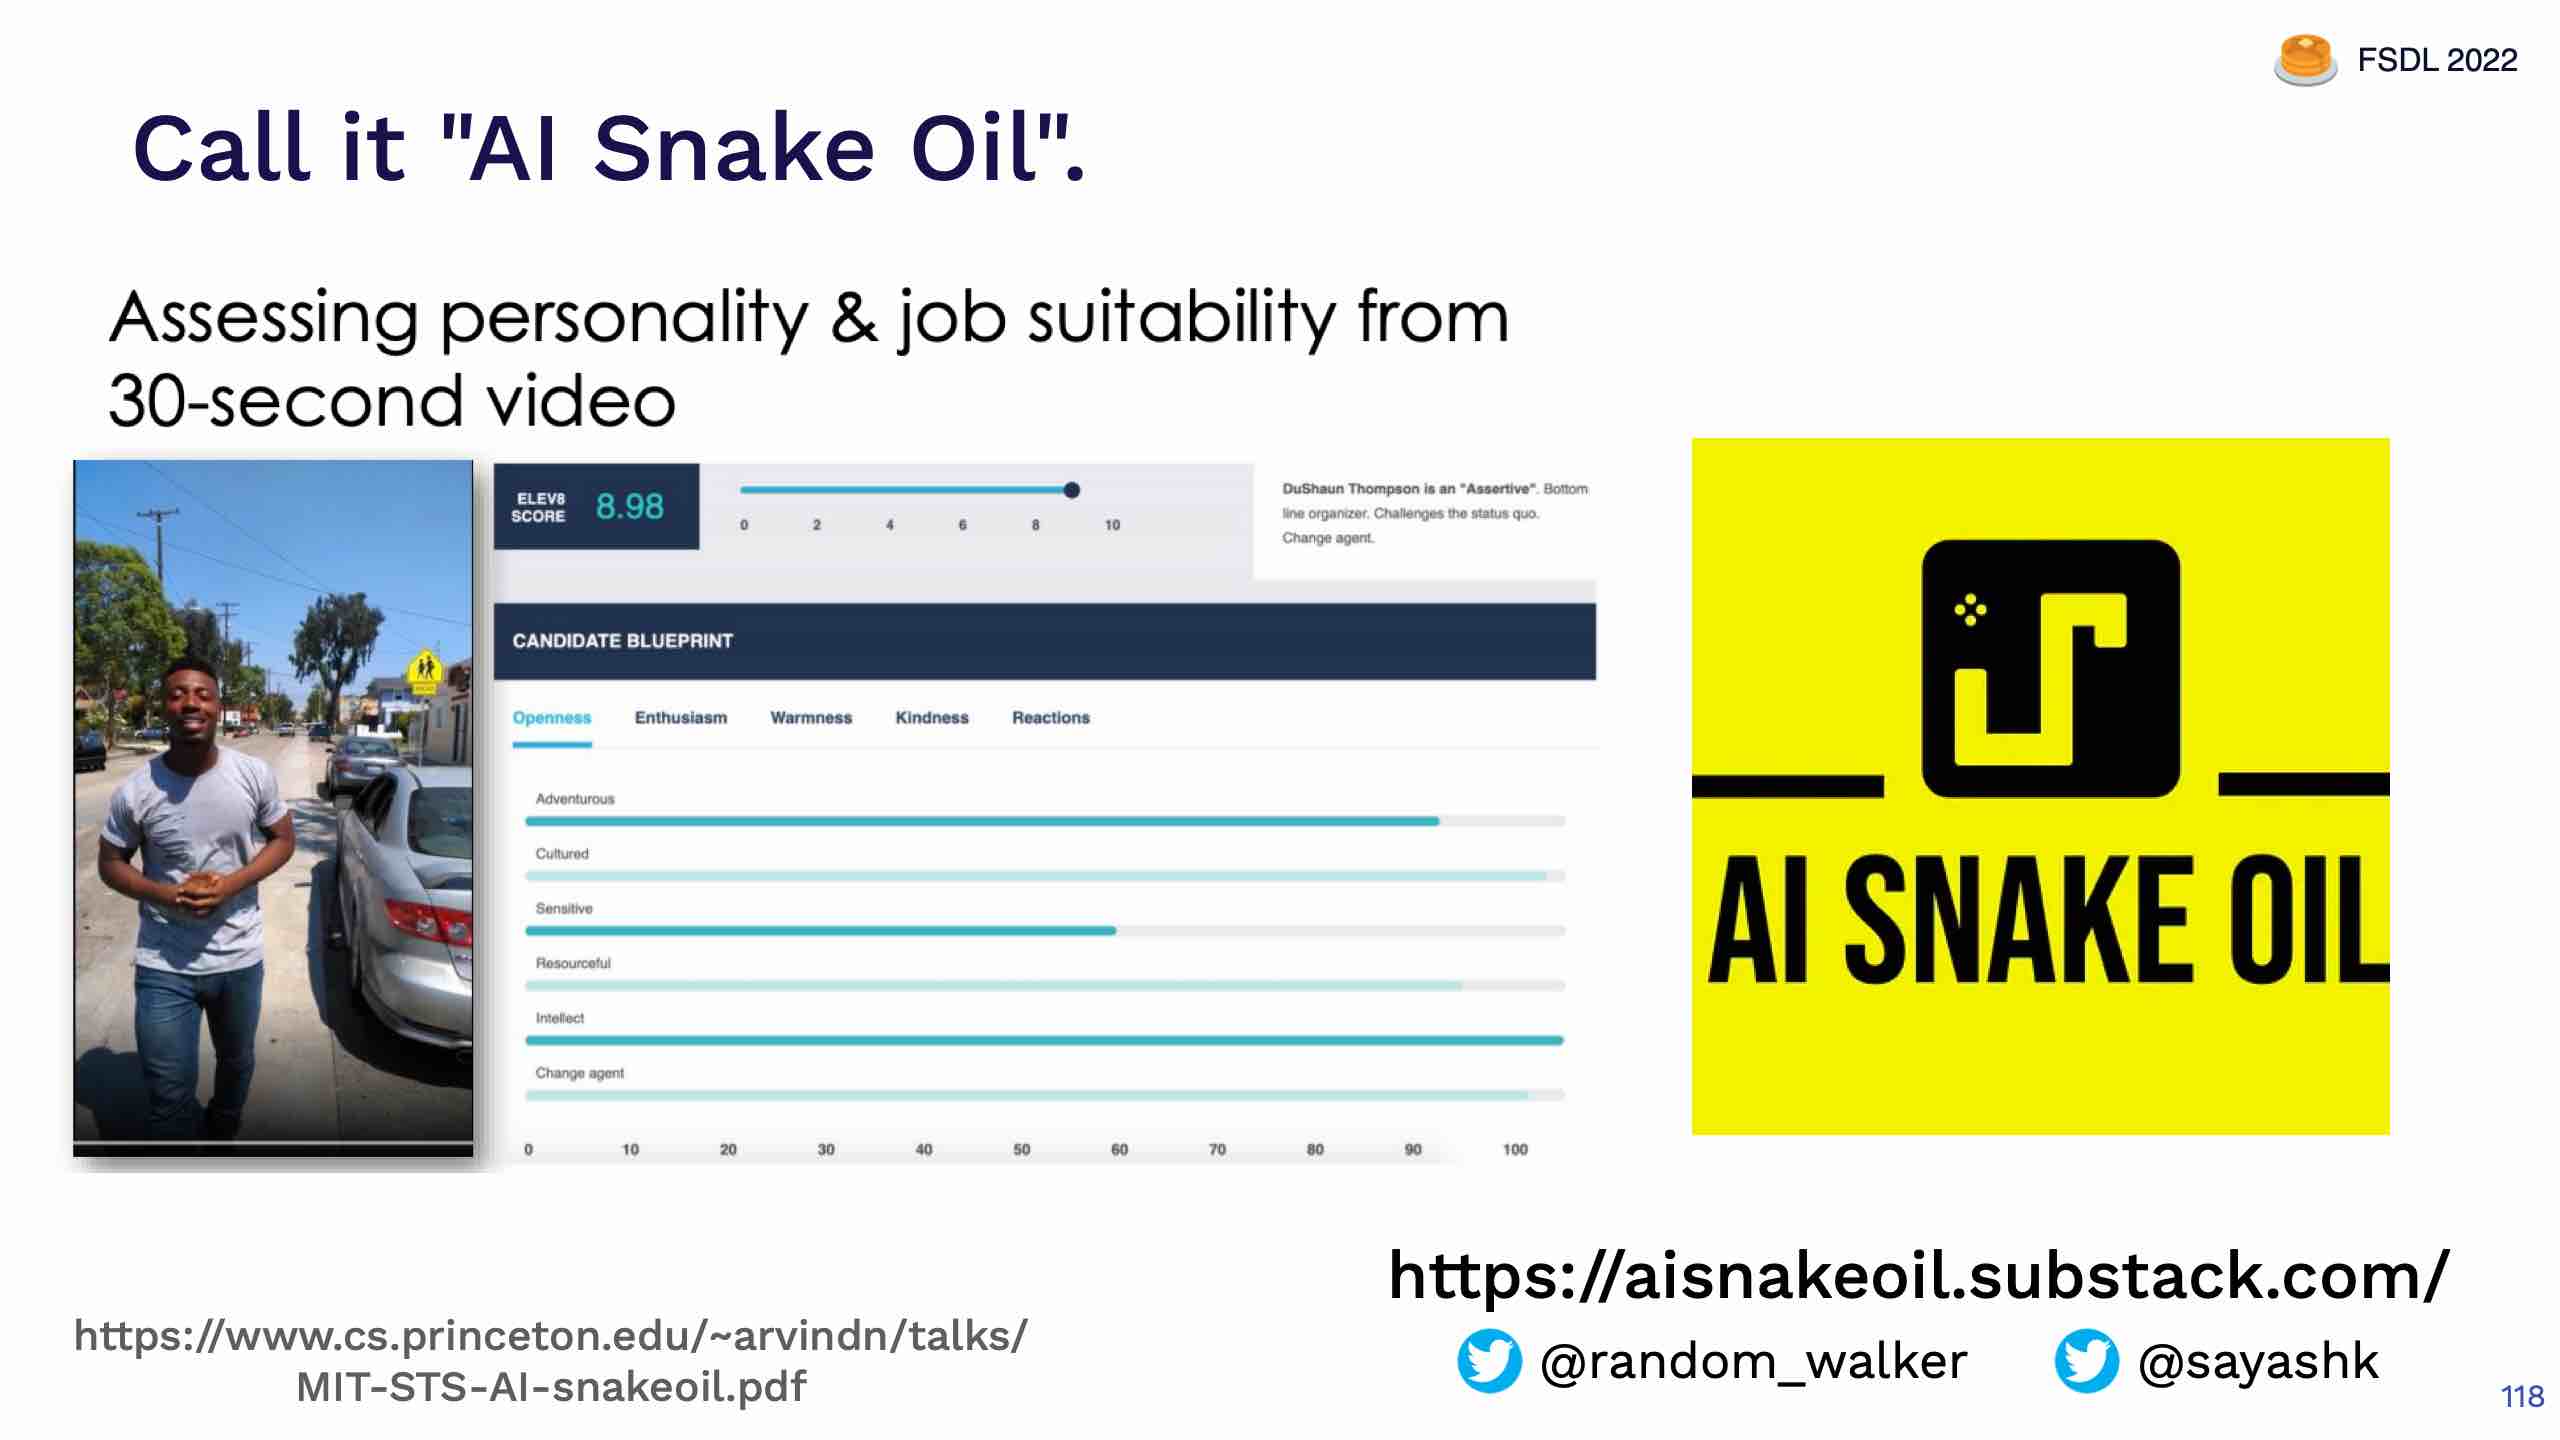 FSDL 2022
Call it "AI Snake Oil".
Assessing personality & job suitability from
30-second video
ELEV8
SCORE
8.98
0 2 4 6 8 10
DuShaun Thompson is an "Assertive". Bottom
line organizer. Challenges the status quo.
Change agent.
CANDIDATE BLUEPRINT
Openness Enthusiasm Warmness Kindness Reactions
Adventurous
Cultured
Sensitive
Resourceful
Intellect
Change agent
0 10 20 30 40 50 60 70 80 90 100
AI SNAKE OIL
https://aisnakeoil.substack.com/
@random_walker @sayashk
https://www.cs.princeton.edu/~arvindn/talks/
MIT-STS-AI-snakeoil.pdf
118